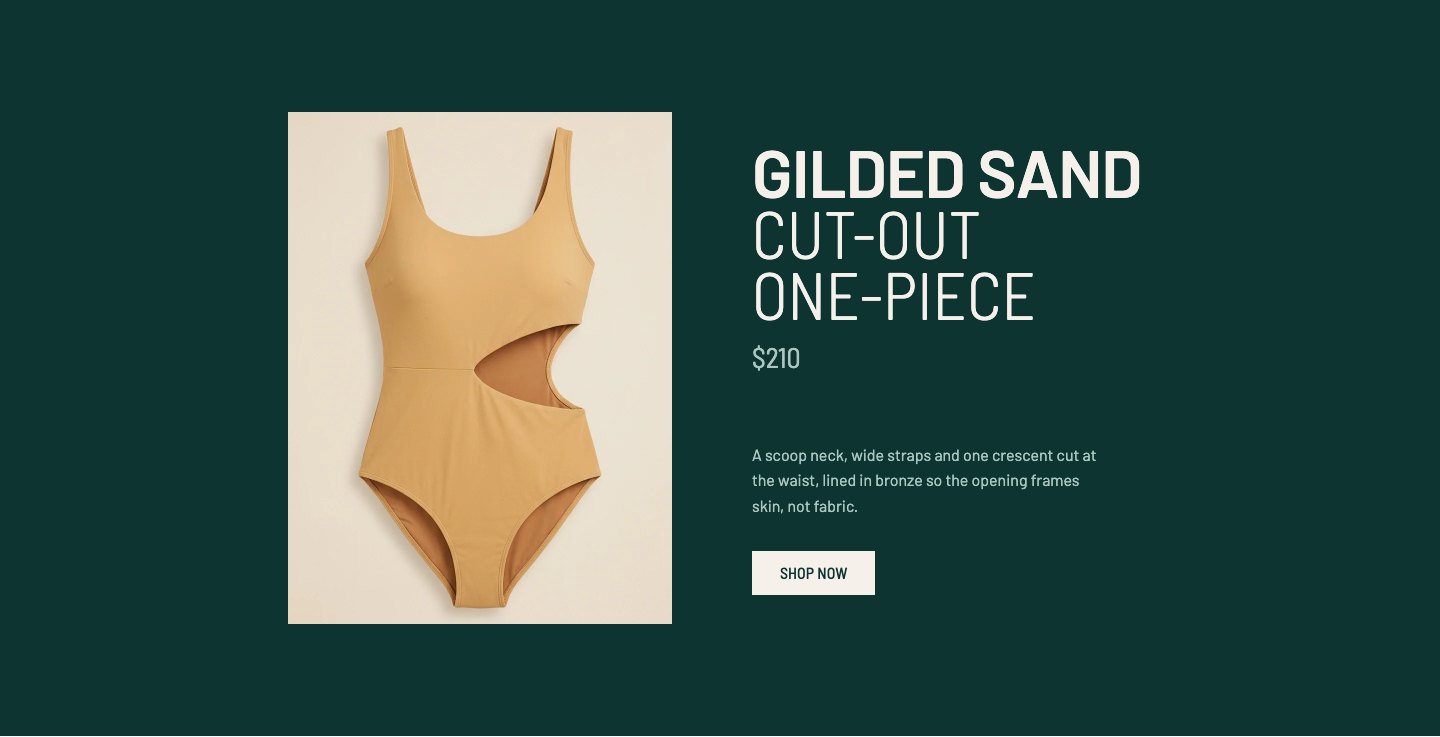 GILDED SAND
CUT-OUT
ONE-PIECE
$210
A scoop neck, wide straps and one crescent cut at
the waist, lined in bronze so the opening frames
skin, not fabric.
SHOP NOW